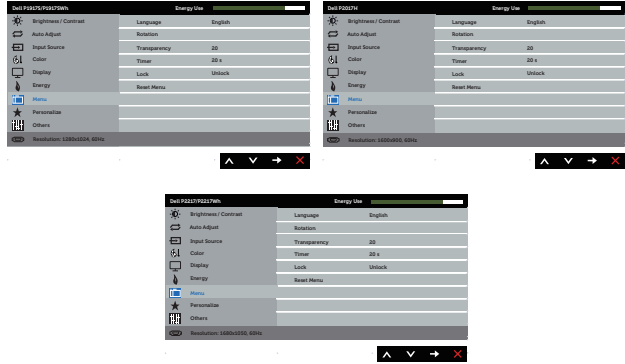 Dell P1917S/P1917SWh Energy Use
Brightness / Contrast Language English
Auto Adjust Rotation
Input Source Transparency 20
Color Timer 20 s
Display Lock Unlock
Energy Reset Menu
Menu
Personalize
Others
Resolution: 1280x1024, 60Hz
Dell P2017H Energy Use
Brightness / Contrast Language English
Auto Adjust Rotation
Input Source Transparency 20
Color Timer 20 s
Display Lock Unlock
Energy Reset Menu
Menu
Personalize
Others
Resolution: 1600x900, 60Hz
Dell P2217/P2217Wh Energy Use
Brightness / Contrast Language English
Auto Adjust Rotation
Input Source Transparency 20
Color Timer 20 s
Display Lock Unlock
Energy Reset Menu
Menu
Personalize
Others
Resolution: 1680x1050, 60Hz